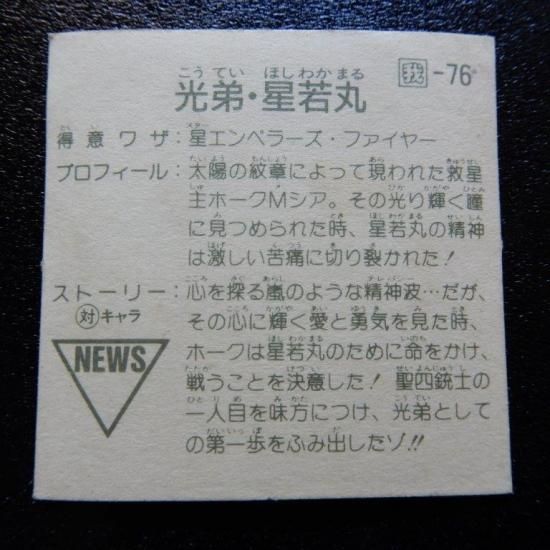 光弟・星若丸
こうてい ほしわかまる
-76
得意ワザ：星エンペラーズ・ファイヤー
プロフィール：太陽の紋章によって現われた救星
主ホークMシア。その光り輝く瞳
に見つめられた時、星若丸の精神
は激しい苦痛に切り裂かれた！
ストーリー：心を探る嵐のような精神波…だが、
対キャラ
その心に輝く愛と勇気を見た時、
ホークは星若丸のために命をかけ、
戦うことを決意した！聖四銃士の
一人目を味方につけ、光弟として
の第一歩をふみ出したゾ!!
NEWS